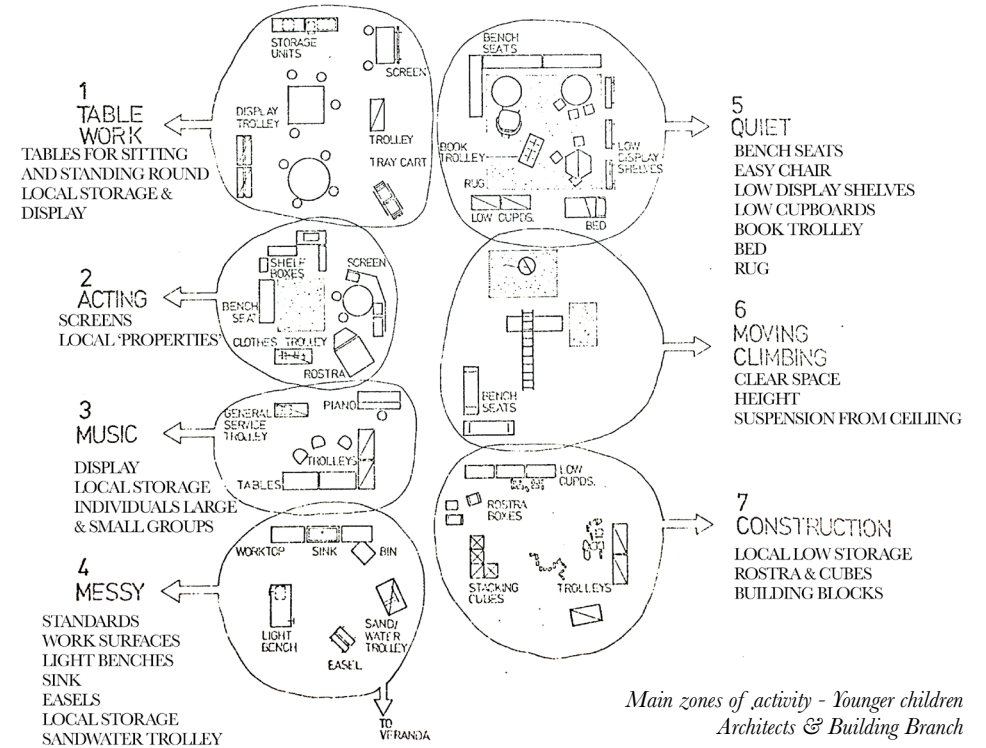 1
TABLE
WORK
TABLES FOR SITTING
AND STANDING ROUND
LOCAL STORAGE &
DISPLAY
STORAGE
UNITS
SCREEN
DISPLAY
TROLLEY
TROLLEY
TRAY CART
2
ACTING
SCREENS
LOCAL 'PROPERTIES'
SHELF
BOXES
SCREEN
BENCH
SEAT
CLOTHES TROLLEY
ROSTRA
3
MUSIC
DISPLAY
LOCAL STORAGE
INDIVIDUALS LARGE
& SMALL GROUPS
GENERAL
SERVICE
TROLLEY
PIANO
TROLLEYS
TABLES
4
MESSY
STANDARDS
WORK SURFACES
LIGHT BENCHES
SINK
EASELS
LOCAL STORAGE
SANDWATER TROLLEY
WORKTOP
SINK
BIN
LIGHT
BENCH
SAND/
WATER
TROLLEY
EASEL
TO
VERANDA
BENCH
SEATS
BOOK
TROLLEY
LOW
DISPLAY
SHELVES
RUG
LOW CUPDS.
BED
5
QUIET
BENCH SEATS
EASY CHAIR
LOW DISPLAY SHELVES
LOW CUPBOARDS
BOOK TROLLEY
BED
RUG
BENCH
SEATS
6
MOVING
CLIMBING
CLEAR SPACE
HEIGHT
SUSPENSION FROM CEILIING
LOW
CUPDS.
ROSTRA
BOXES
STACKING
CUBES
TROLLEYS
7
CONSTRUCTION
LOCAL LOW STORAGE
ROSTRA & CUBES
BUILDING BLOCKS
Main zones of activity - Younger children
Architects & Building Branch